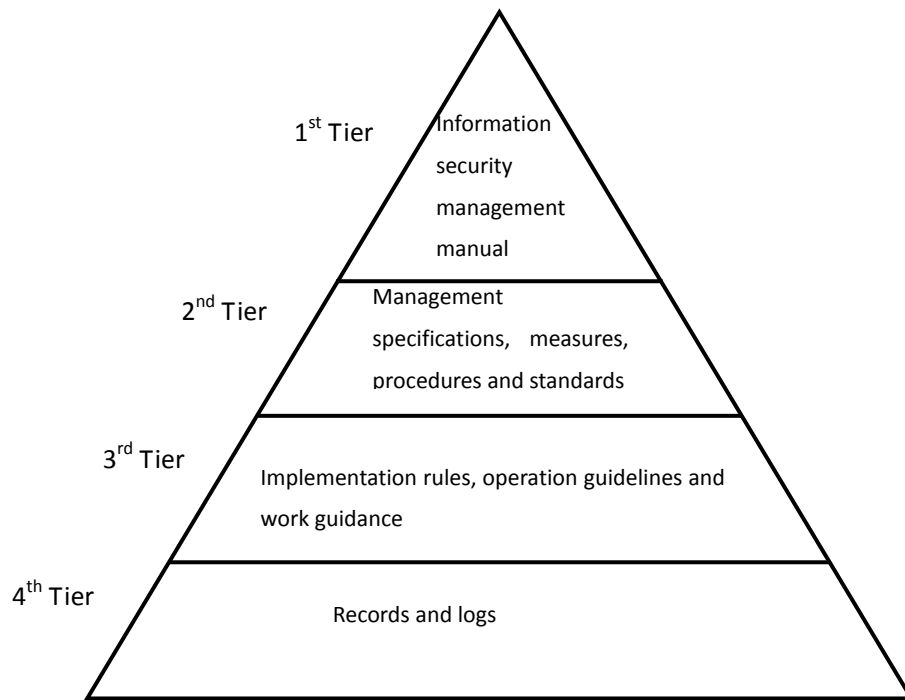 1st Tier
Information
security
management
manual
2nd Tier
Management
specifications, measures,
procedures and standards
3rd Tier
Implementation rules, operation guidelines and
work guidance
4th Tier
Records and logs